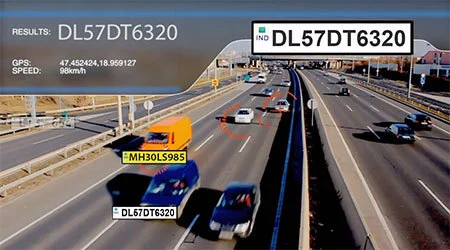 RESULTS: DL57DT6320
IND DL57DT6320
GPS: 47.452424,18.959127
SPEED: 98km/h
MH30LS985
DL57DT6320